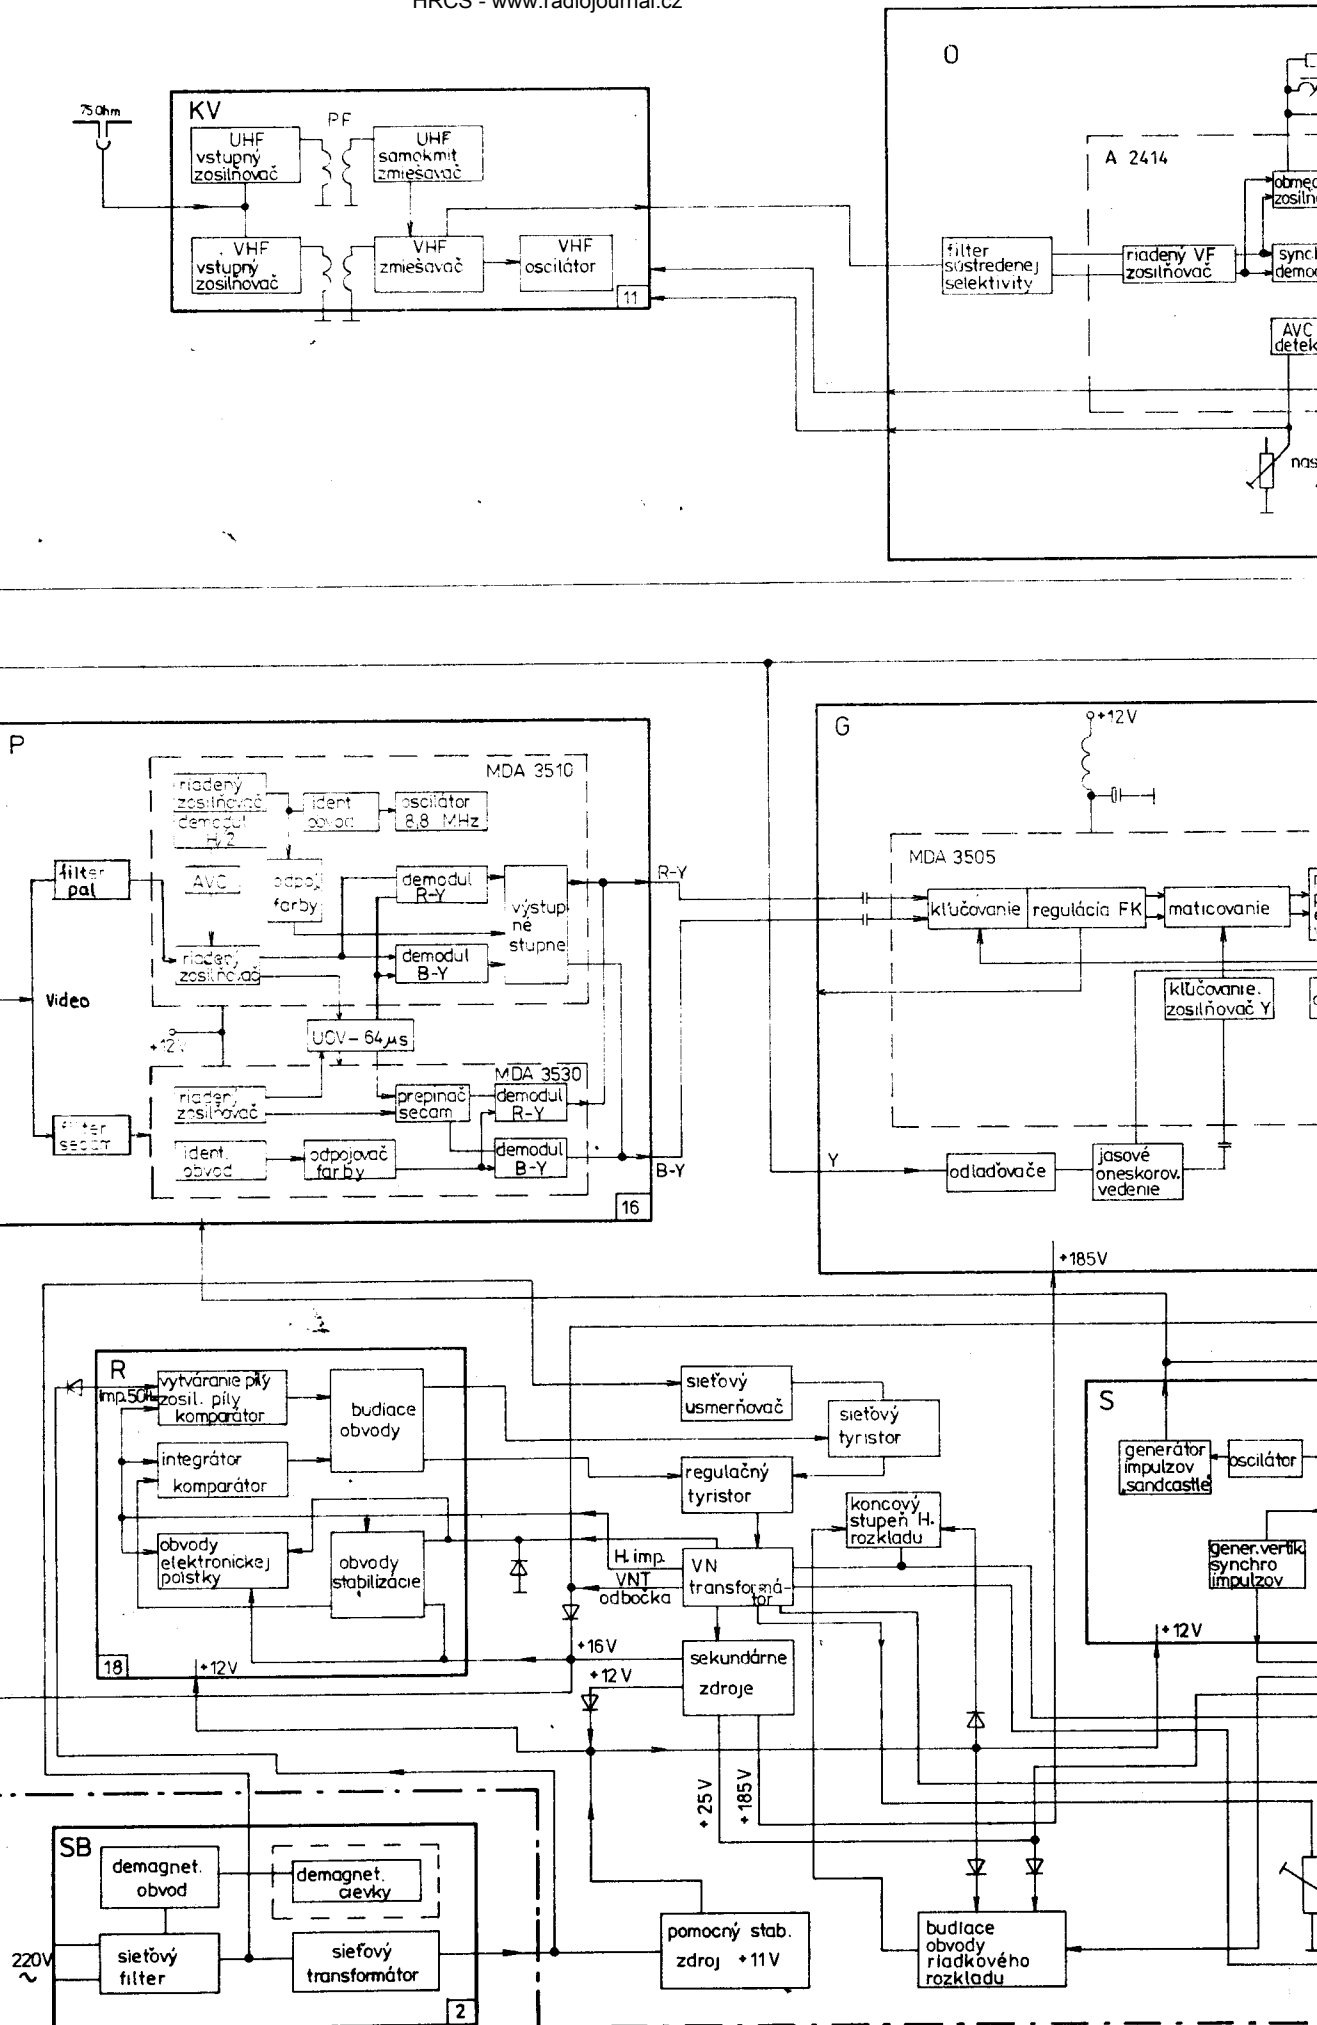 HRCS - www.radiojournal.cz
O
75 Ohm
KV
UHF
vstupný
zosilňovač
PF
UHF
samokmit
zmiešavač
VHF
vstupný
zosilňovač
VHF
zmiešavač
VHF
oscilátor
11
A 2414
filter
sústredenej
selektivity
riadený VF
zosilňovač
AVC
P
MDA 3510
riadený
zosilňovač
demodul
H/2
ident
obvod
oscilátor
8,8 MHz
filter
pal
AVC
odpoj
farby
demodul
R-Y
výstup
né
stupne
riadený
zosilňovač
demodul
B-Y
R-Y
Video
+12V
UOV - 64 µs
MDA 3530
riadený
zosilňovač
prepínač
secam
demodul
R-Y
filter
secam
ident.
obvod
odpojovač
farby
demodul
B-Y
B-Y
16
G
+12V
MDA 3505
kľučovanie
regulácia FK
maticovanie
kľučovanie.
zosilňovač Y
Y
odlaďovače
jasové
oneskorov.
vedenie
+185V
R
imp.50Hz
vytváranie píly
zosil. píly
komparátor
budiace
obvody
integrátor
komparátor
obvody
elektronickej
poistky
obvody
stabilizácie
18
+12V
sieťový
usmerňovač
sieťový
tyristor
regulačný
tyristor
koncový
stupeň H.
rozkladu
H. imp.
VNT
odbočka
VN
transformá-
tor
+16V
+12V
sekundárne
zdroje
+25V
+185V
S
generátor
impulzov
„sandcastle"
oscilátor
gener.vertik.
synchro
impulzov
+12V
SB
demagnet.
obvod
demagnet.
cievky
220V
~
sieťový
filter
sieťový
transformátor
2
pomocný stab.
zdroj +11V
budiace
obvody
riadkového
rozkladu